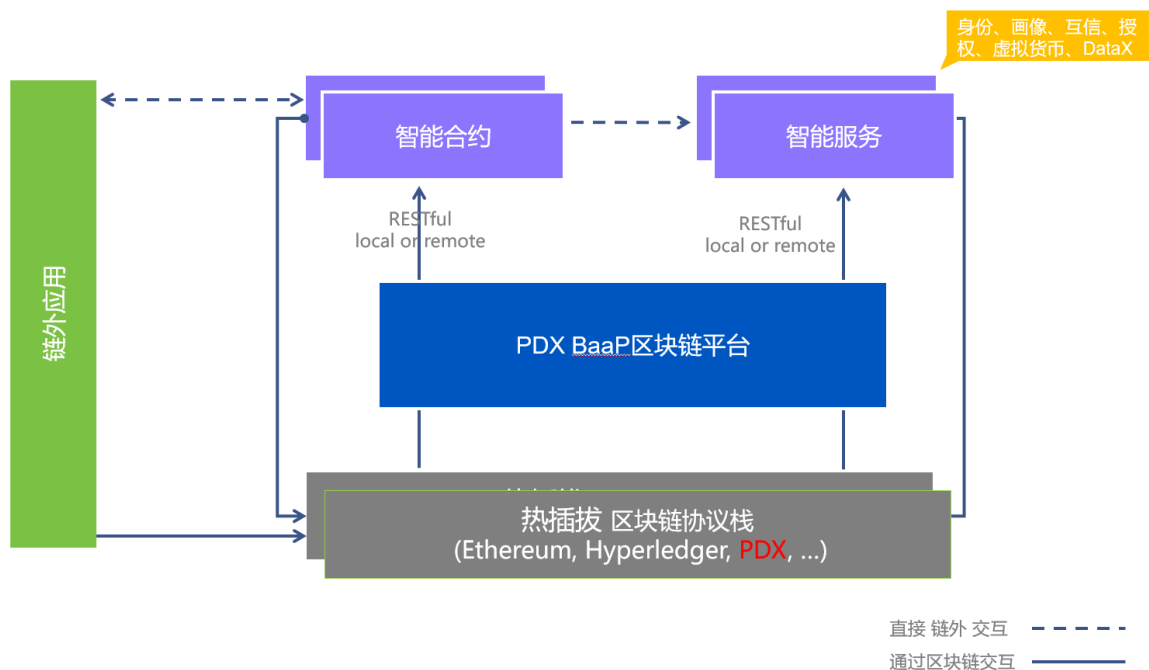 身份、画像、互信、授
权、虚拟货币、DataX
智能合约
智能服务
RESTful
local or remote
RESTful
local or remote
链外应用
PDX BaaP区块链平台
热插拔 区块链协议栈
(Ethereum, Hyperledger, PDX, ...)
直接 链外 交互
通过区块链交互